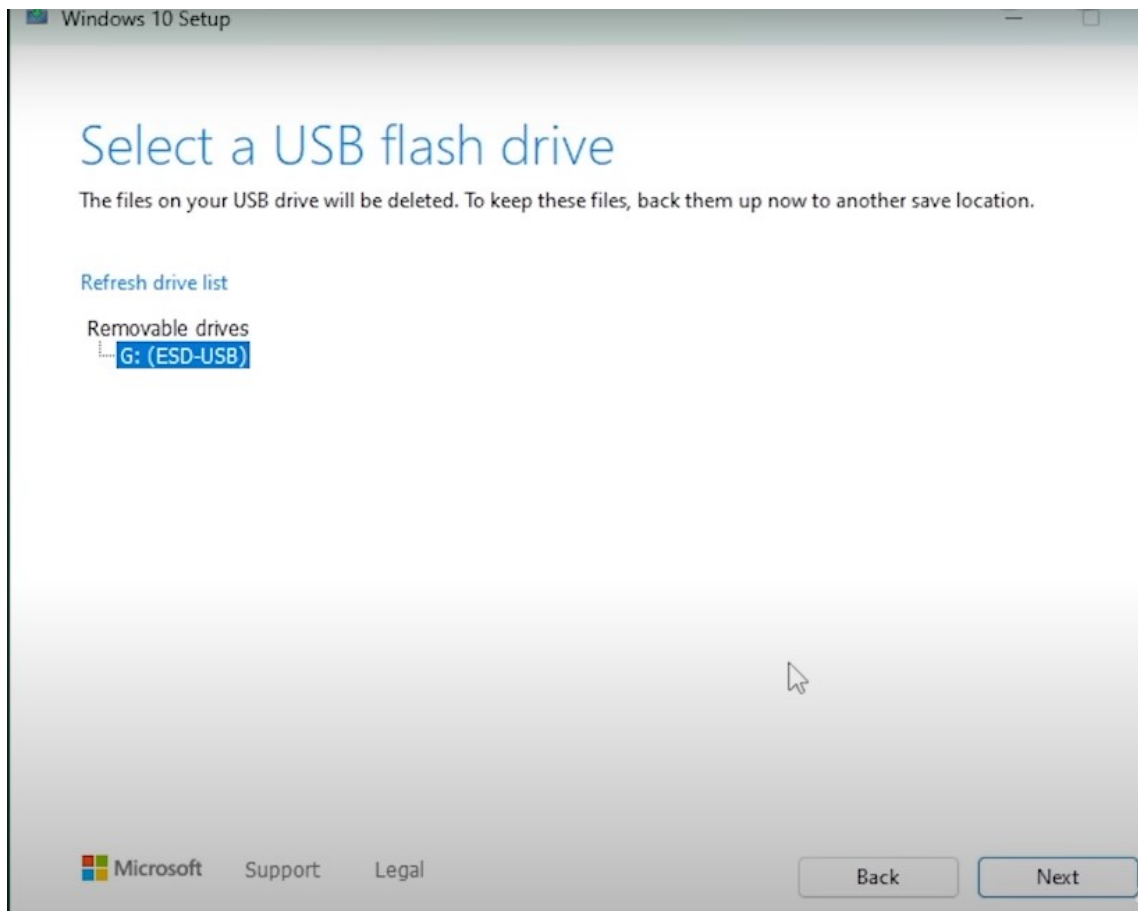 Windows 10 Setup
Select a USB flash drive
The files on your USB drive will be deleted. To keep these files, back them up now to another save location.
Refresh drive list
Removable drives
G: (ESD-USB)
Microsoft Support Legal Back Next